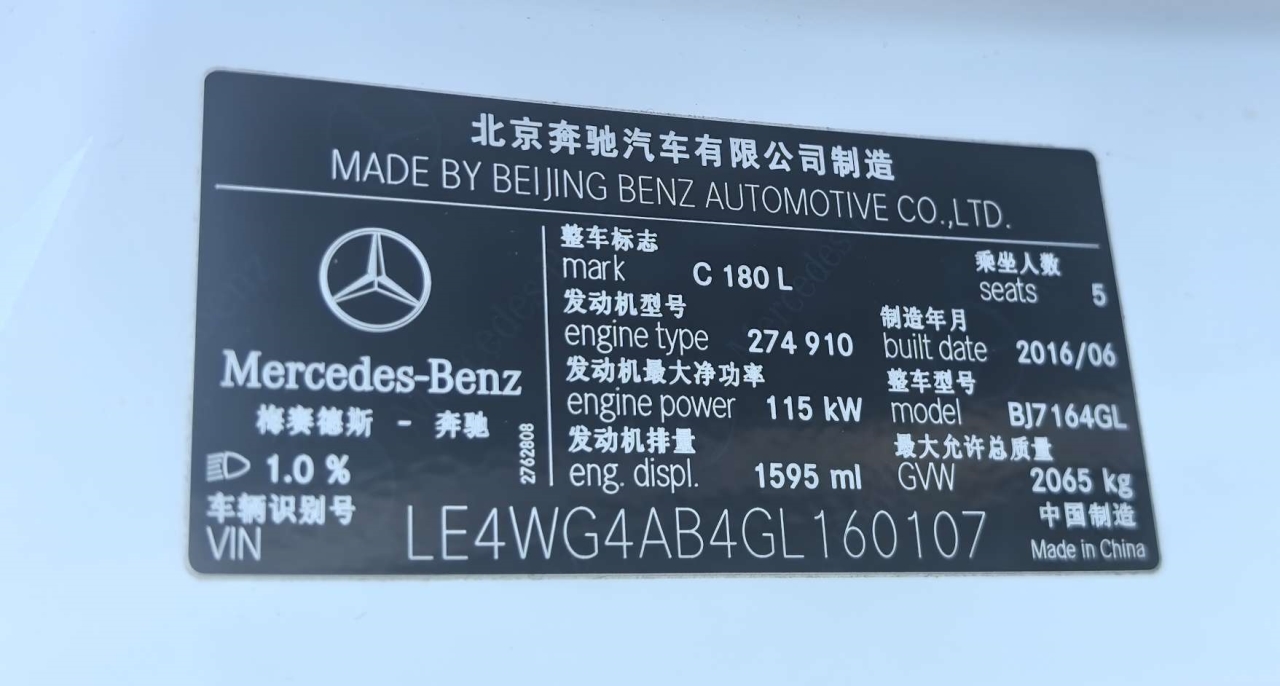 北京奔驰汽车有限公司制造
MADE BY BEIJING BENZ AUTOMOTIVE CO.,LTD.
Mercedes-Benz
梅赛德斯 - 奔驰
1.0 %
2762808
整车标志
mark C 180 L
乘坐人数
seats 5
发动机型号
engine type 274 910
制造年月
built date 2016/06
发动机最大净功率
engine power 115 kW
整车型号
model BJ7164GL
发动机排量
eng. displ. 1595 ml
最大允许总质量
GVW 2065 kg
车辆识别号
VIN LE4WG4AB4GL160107
中国制造
Made in China